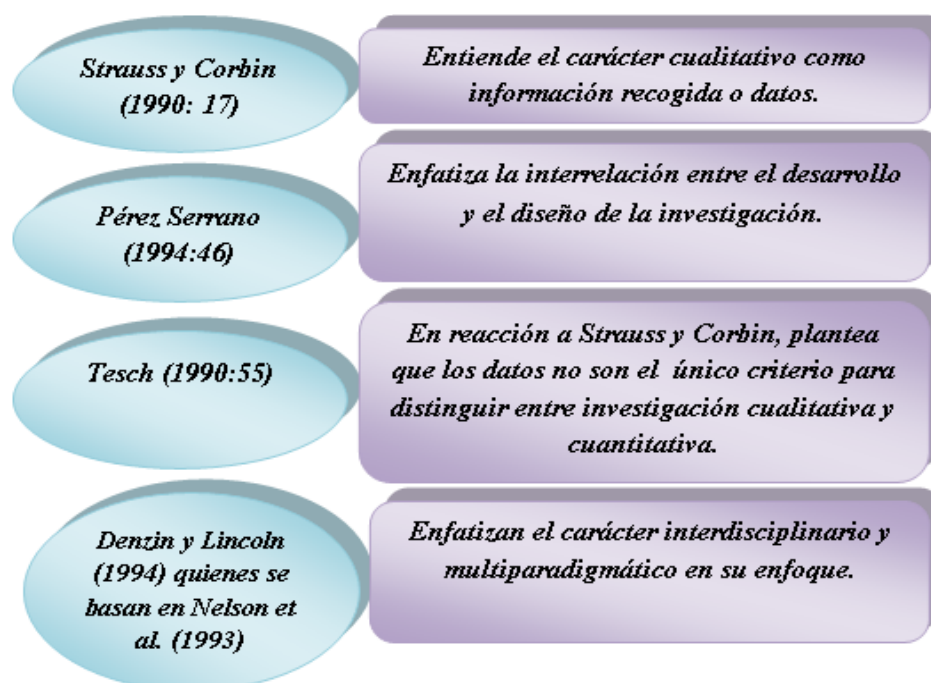 Strauss y Corbin
(1990: 17)
Entiende el carácter cualitativo como
información recogida o datos.
Pérez Serrano
(1994:46)
Enfatiza la interrelación entre el desarrollo
y el diseño de la investigación.
Tesch (1990:55)
En reacción a Strauss y Corbin, plantea
que los datos no son el único criterio para
distinguir entre investigación cualitativa y
cuantitativa.
Denzin y Lincoln
(1994) quienes se
basan en Nelson et
al. (1993)
Enfatizan el carácter interdisciplinario y
multiparadigmático en su enfoque.